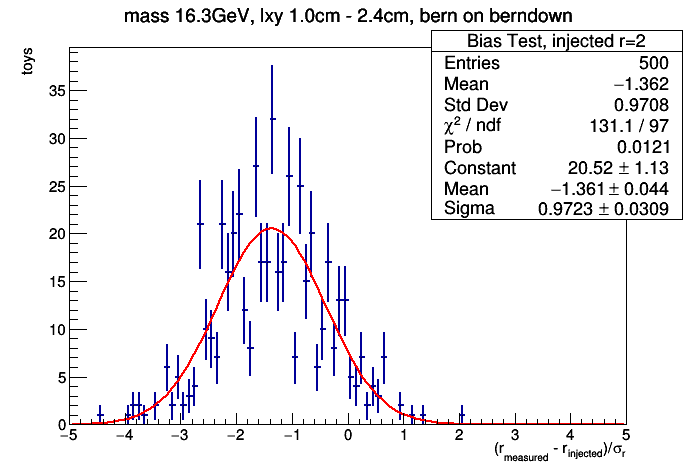 mass 16.3GeV, lxy 1.0cm - 2.4cm, bern on berndown
Bias Test, injected r=2
Entries 500
Mean −1.362
Std Dev 0.9708
χ² / ndf 131.1 / 97
Prob 0.0121
Constant 20.52 ± 1.13
Mean −1.361 ± 0.044
Sigma 0.9723 ± 0.0309
toys
35
30
25
20
15
10
5
0
−5 −4 −3 −2 −1 0 1 2 3 4 5
(r_measured - r_injected)/σ_r